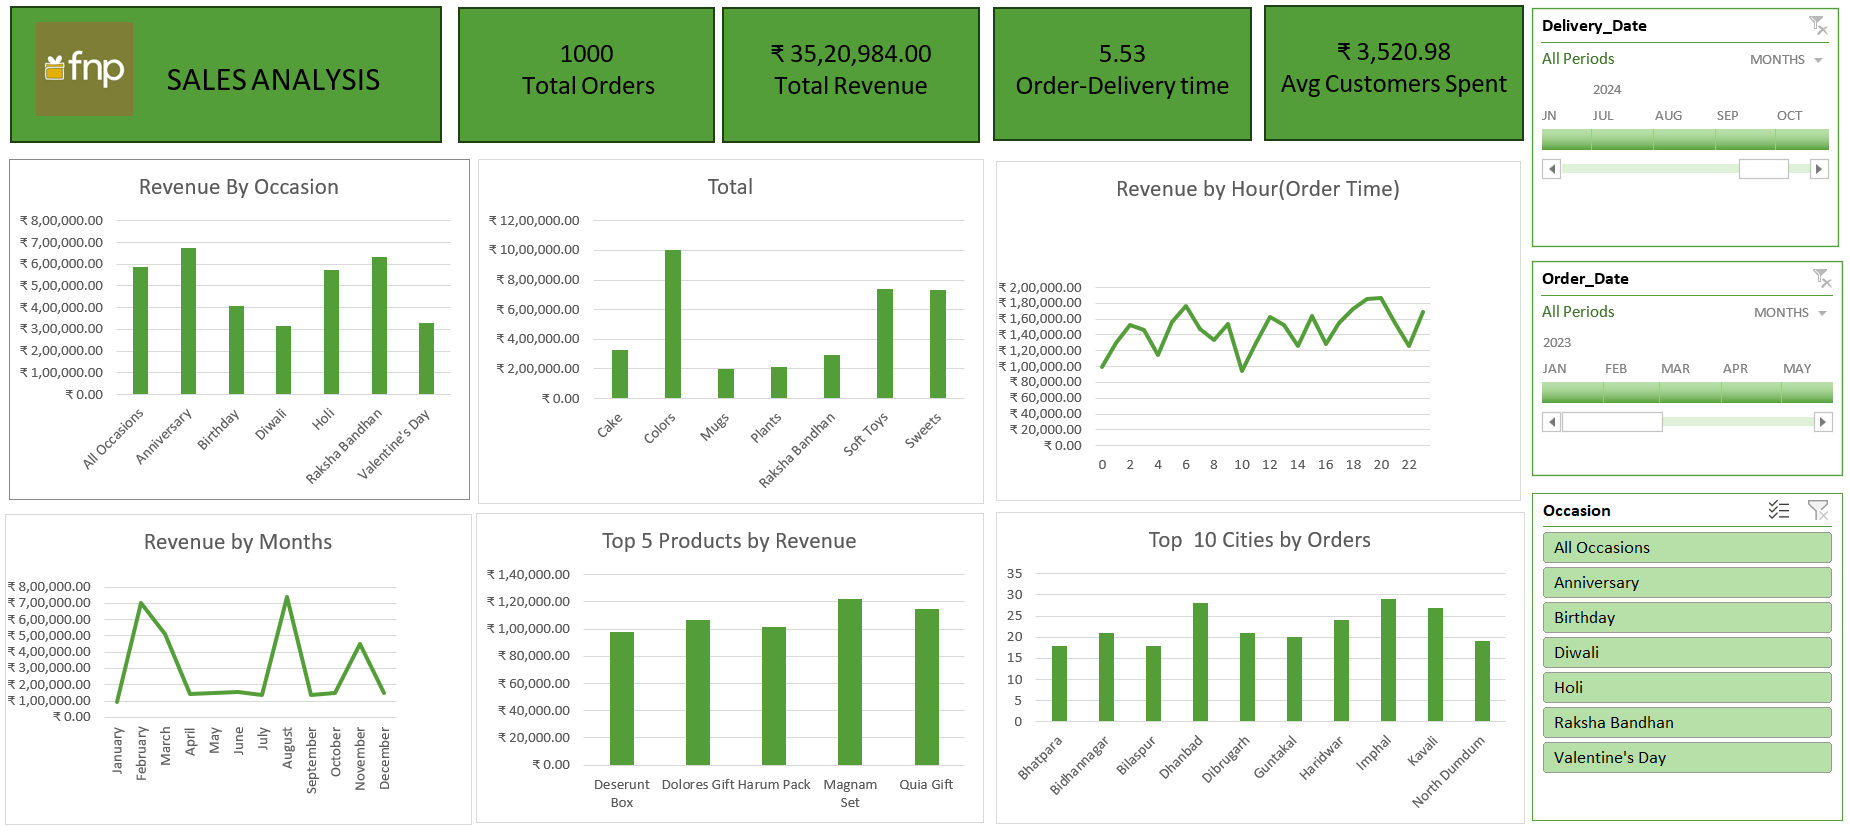 fnp
SALES ANALYSIS
1000
Total Orders
₹ 35,20,984.00
Total Revenue
5.53
Order-Delivery time
₹ 3,520.98
Avg Customers Spent
Delivery_Date
All Periods
MONTHS
2024
JN
JUL
AUG
SEP
OCT
Revenue By Occasion
₹ 8,00,000.00
₹ 7,00,000.00
₹ 6,00,000.00
₹ 5,00,000.00
₹ 4,00,000.00
₹ 3,00,000.00
₹ 2,00,000.00
₹ 1,00,000.00
₹ 0.00
All Occasions
Anniversary
Birthday
Diwali
Holi
Raksha Bandhan
Valentine's Day
Total
₹ 12,00,000.00
₹ 10,00,000.00
₹ 8,00,000.00
₹ 6,00,000.00
₹ 4,00,000.00
₹ 2,00,000.00
₹ 0.00
Cake
Colors
Mugs
Plants
Raksha Bandhan
Soft Toys
Sweets
Revenue by Hour(Order Time)
₹ 2,00,000.00
₹ 1,80,000.00
₹ 1,60,000.00
₹ 1,40,000.00
₹ 1,20,000.00
₹ 1,00,000.00
₹ 80,000.00
₹ 60,000.00
₹ 40,000.00
₹ 20,000.00
₹ 0.00
0 2 4 6 8 10 12 14 16 18 20 22
Order_Date
All Periods
MONTHS
2023
JAN
FEB
MAR
APR
MAY
Revenue by Months
₹ 8,00,000.00
₹ 7,00,000.00
₹ 6,00,000.00
₹ 5,00,000.00
₹ 4,00,000.00
₹ 3,00,000.00
₹ 2,00,000.00
₹ 1,00,000.00
₹ 0.00
January
February
March
April
May
June
July
August
September
October
November
December
Top 5 Products by Revenue
₹ 1,40,000.00
₹ 1,20,000.00
₹ 1,00,000.00
₹ 80,000.00
₹ 60,000.00
₹ 40,000.00
₹ 20,000.00
₹ 0.00
Deserunt
Box
Dolores Gift
Harum Pack
Magnam
Set
Quia Gift
Top  10 Cities by Orders
35
30
25
20
15
10
5
0
Bhatpara
Bidhannagar
Bilaspur
Dhanbad
Dibrugarh
Guntakal
Haridwar
Imphal
Kavali
North Dumdum
Occasion
All Occasions
Anniversary
Birthday
Diwali
Holi
Raksha Bandhan
Valentine's Day